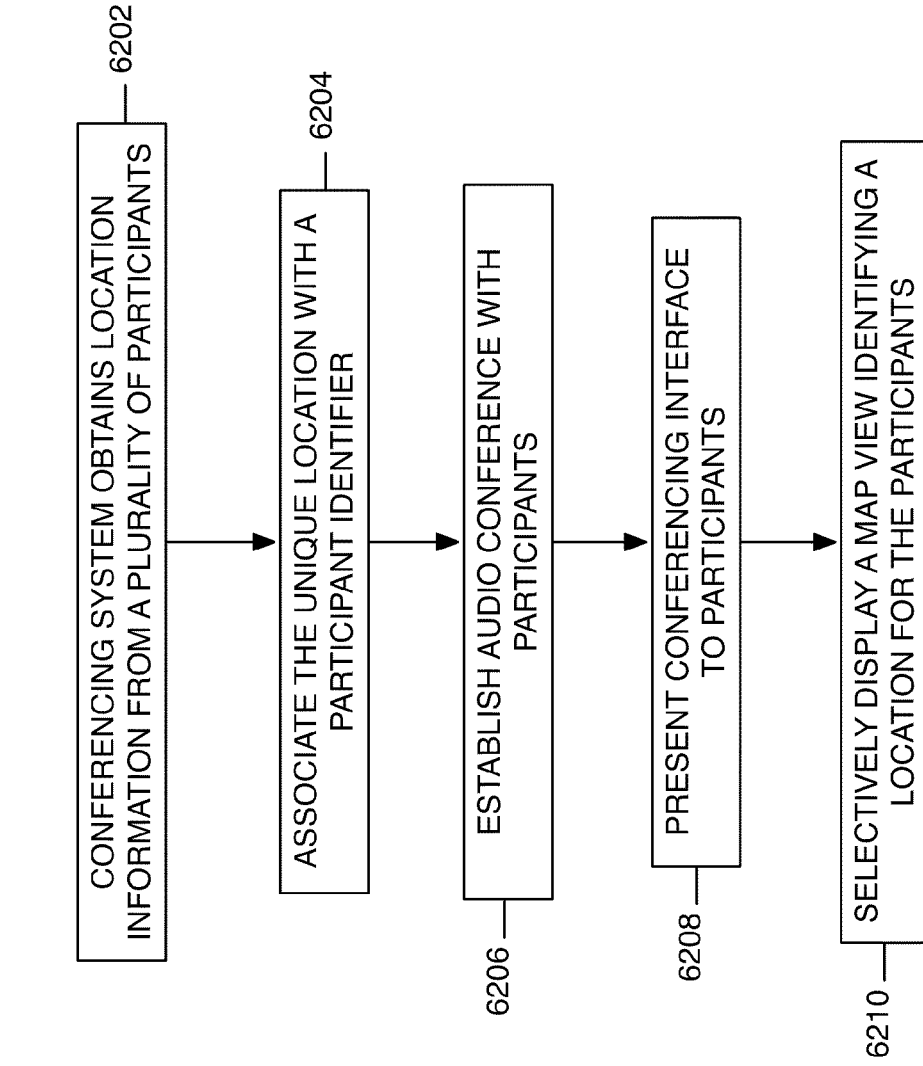 CONFERENCING SYSTEM OBTAINS LOCATION
INFORMATION FROM A PLURALITY OF PARTICIPANTS
6202
ASSOCIATE THE UNIQUE LOCATION WITH A
PARTICIPANT IDENTIFIER
6204
ESTABLISH AUDIO CONFERENCE WITH
PARTICIPANTS
6206
PRESENT CONFERENCING INTERFACE
TO PARTICIPANTS
6208
SELECTIVELY DISPLAY A MAP VIEW IDENTIFYING A
LOCATION FOR THE PARTICIPANTS
6210